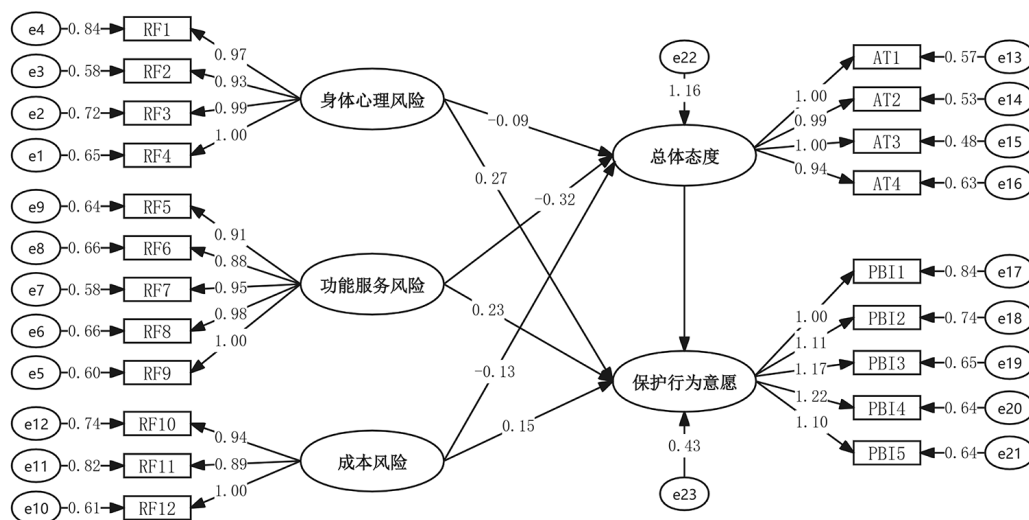 e4 0.84 RF1
0.97
e3 0.58 RF2
0.93
e2 0.72 RF3
0.99
e1 0.65 RF4
1.00
身体心理风险
e9 0.64 RF5
0.91
e8 0.66 RF6
0.88
e7 0.58 RF7
0.95
e6 0.66 RF8
0.98
e5 0.60 RF9
1.00
功能服务风险
e12 0.74 RF10
0.94
e11 0.82 RF11
0.89
e10 0.61 RF12
1.00
成本风险
-0.09
0.27
-0.32
0.23
-0.13
0.15
e22
1.16
总体态度
保护行为意愿
0.43
e23
1.00
AT1 0.57 e13
0.99
AT2 0.53 e14
1.00
AT3 0.48 e15
0.94
AT4 0.63 e16
1.00
PBI1 0.84 e17
1.11
PBI2 0.74 e18
1.17
PBI3 0.65 e19
1.22
PBI4 0.64 e20
1.10
PBI5 0.64 e21